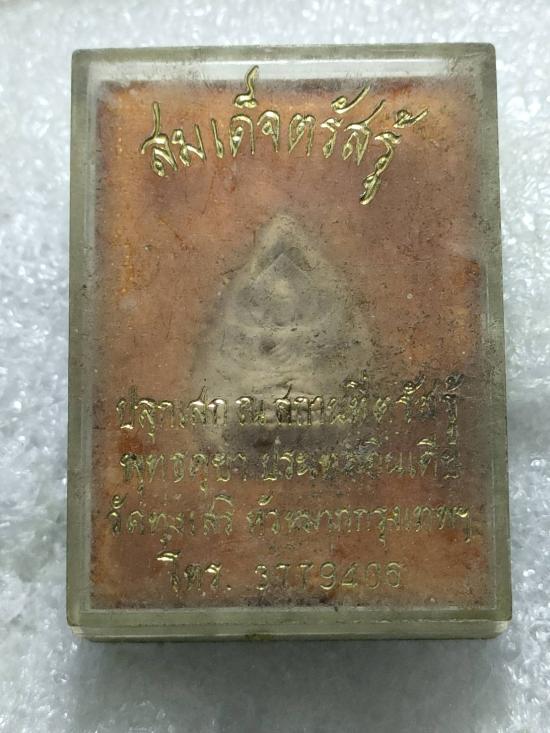 สมเด็จตรัสรู้
ปลุกเสก ณ สถานที่ตรัสรู้
พุทธคยา ประเทศอินเดีย
วัดทุ่งเสรี หัวหมากกรุงเทพฯ
โทร. 3779406